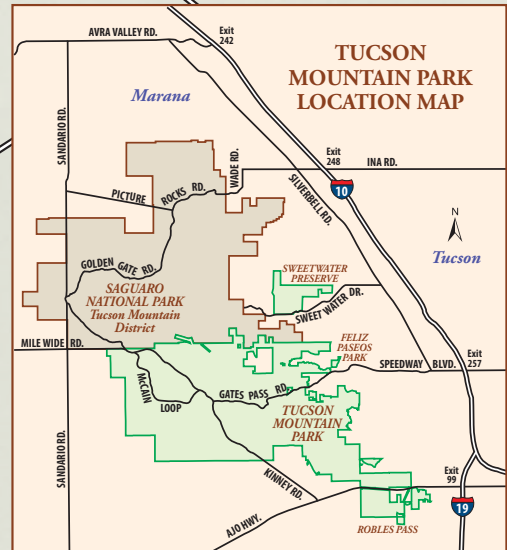 AVRA VALLEY RD.
Exit
242
TUCSON
MOUNTAIN PARK
LOCATION MAP
Marana
SANDARIO RD.
Exit
248
INA RD.
WADE RD.
PICTURE ROCKS RD.
SILVERBELL RD.
10
N
Tucson
GOLDEN GATE RD.
SWEETWATER
PRESERVE
SAGUARO
NATIONAL PARK
Tucson Mountain
District
SWEET WATER DR.
MILE WIDE RD.
FELIZ
PASEOS
PARK
SPEEDWAY BLVD.
Exit
257
McCAIN
LOOP
GATES PASS RD.
TUCSON
MOUNTAIN
PARK
SANDARIO RD.
KINNEY RD.
Exit
99
19
AJO HWY.
ROBLES PASS